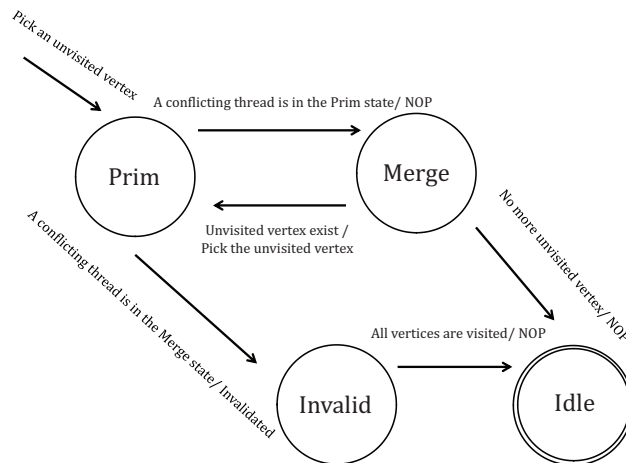 Pick an unvisited vertex
A conflicting thread is in the Prim state/ NOP
Prim
Merge
Unvisited vertex exist /
Pick the unvisited vertex
No more unvisited vertex/ NOP
A conflicting thread is in the Merge state/ Invalidated
All vertices are visited/ NOP
Invalid
Idle